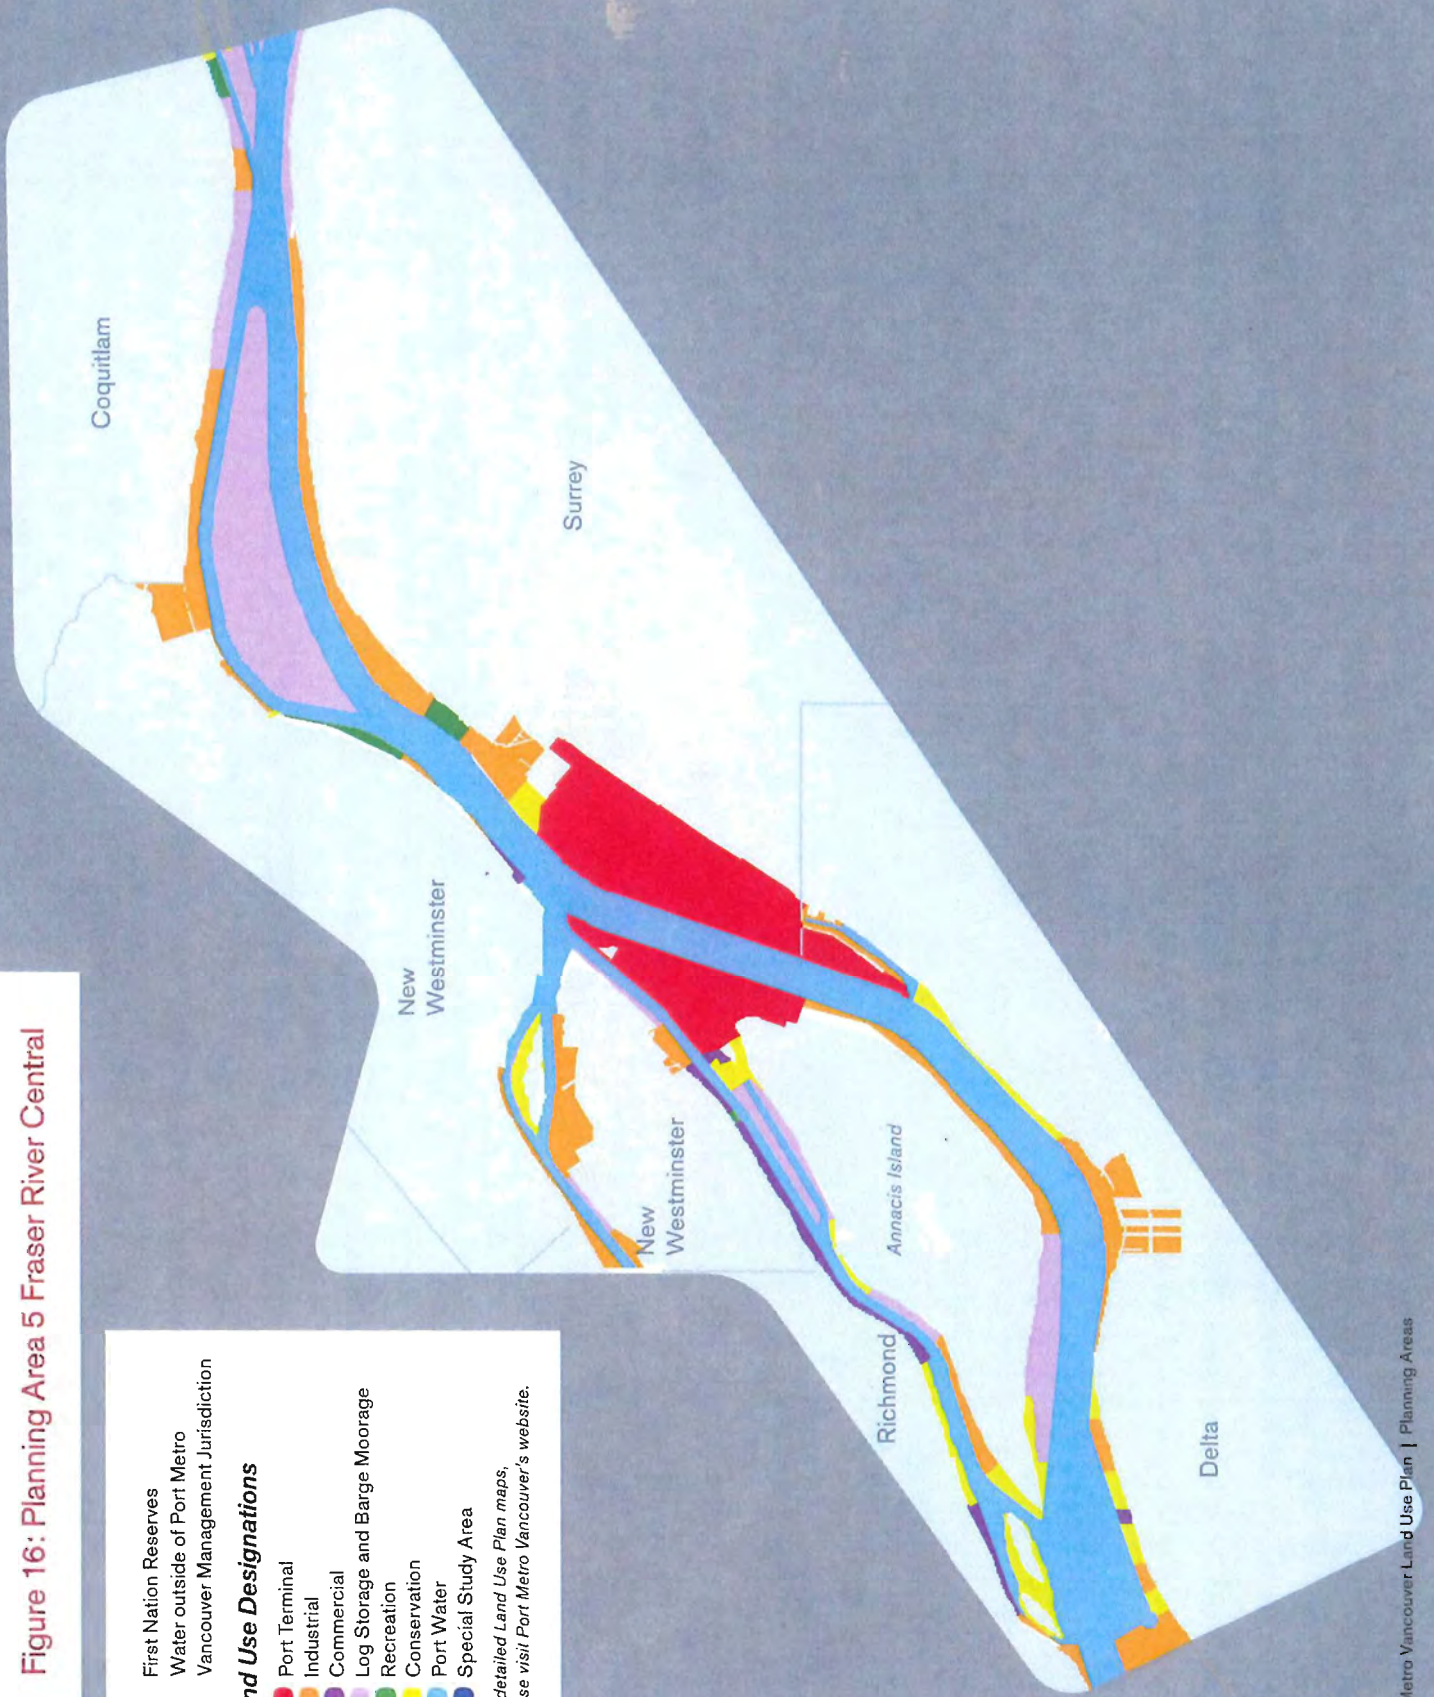 Figure 16: Planning Area 5 Fraser River Central
First Nation Reserves
Water outside of Port Metro
Vancouver Management Jurisdiction
nd Use Designations
Port Terminal
Industrial
Commercial
Log Storage and Barge Moorage
Recreation
Conservation
Port Water
Special Study Area
detailed Land Use Plan maps,
se visit Port Metro Vancouver's website.
Coquitlam
Surrey
New
Westminster
New
Westminster
Annacis Island
Richmond
Delta
Metro Vancouver Land Use Plan | Planning Areas